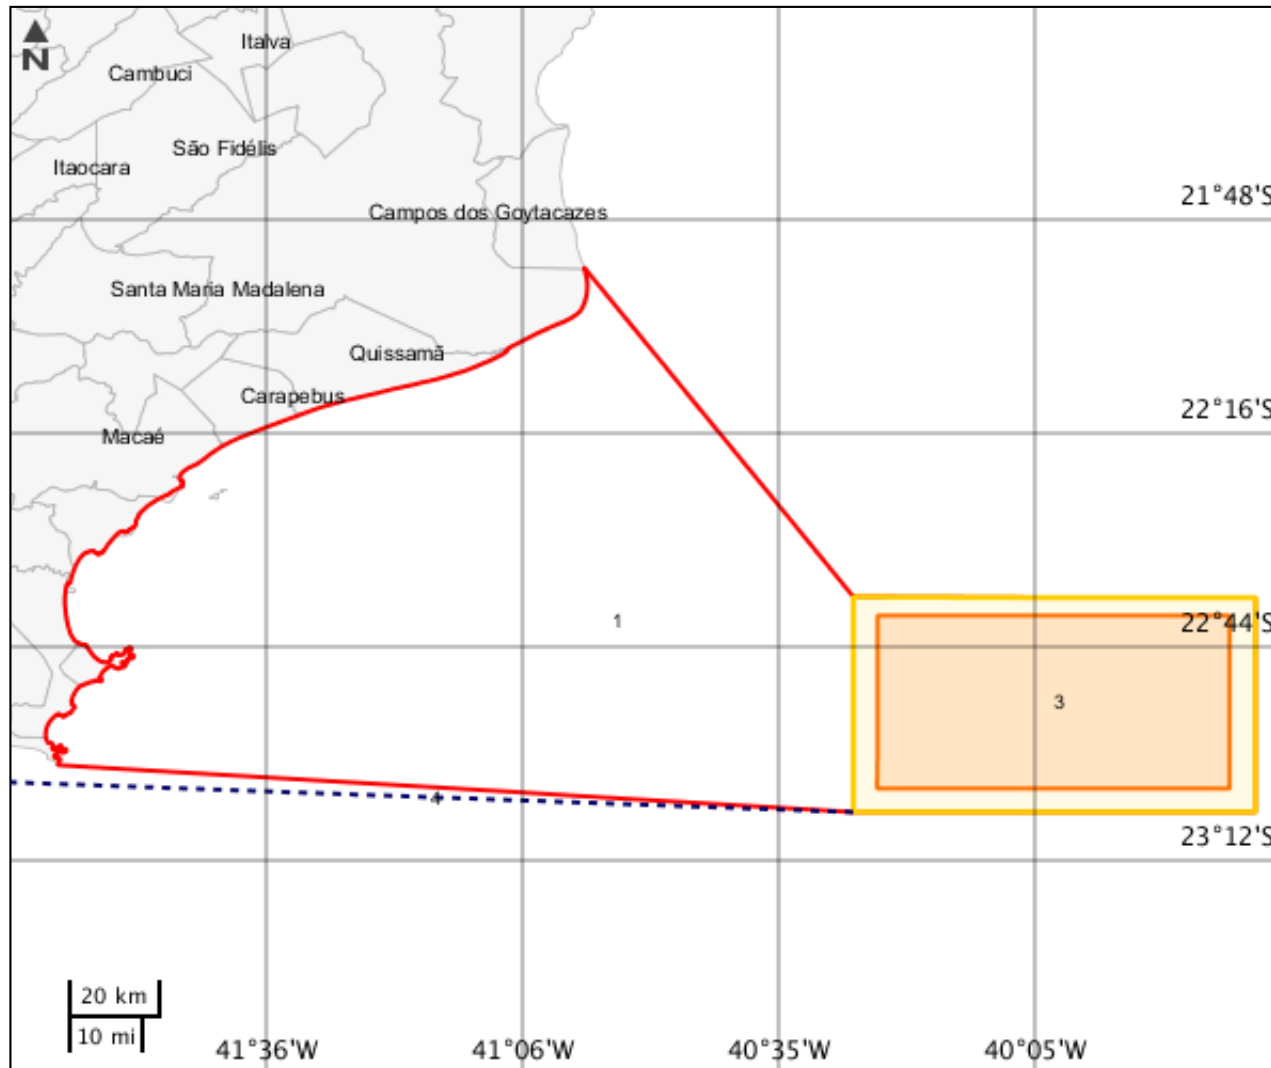 N
Italva
Cambuci
São Fidélis
Itaocara
Campos dos Goytacazes
21°48'S
Santa Maria Madalena
Quissamã
Carapebus
22°16'S
Macaé
1
22°44'S
3
4
23°12'S
20 km
10 mi
41°36'W
41°06'W
40°35'W
40°05'W